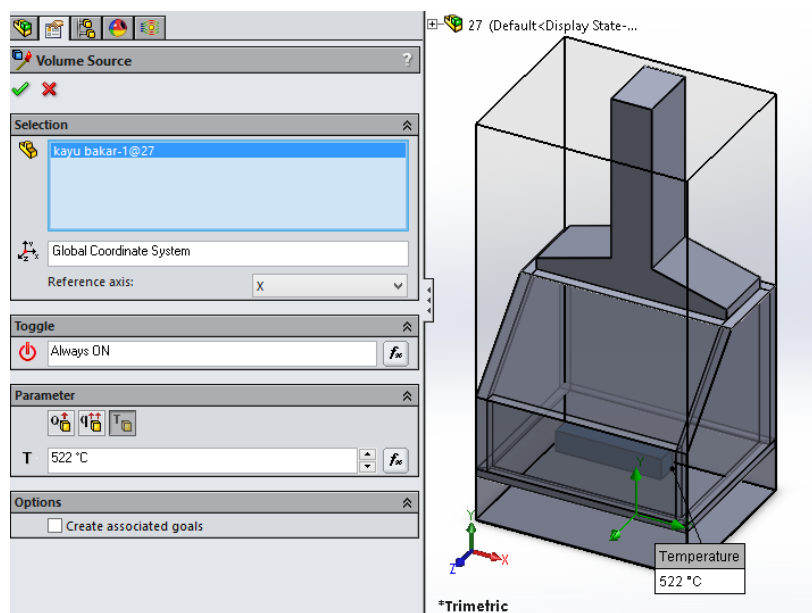 Volume Source
?
Selection
kayu bakar-1@27
Global Coordinate System
Reference axis:
X
Toggle
Always ON
Parameter
T
522 °C
Options
Create associated goals
27 (Default<Display State-...
Y
Y
X
Z
Temperature
522 °C
*Trimetric